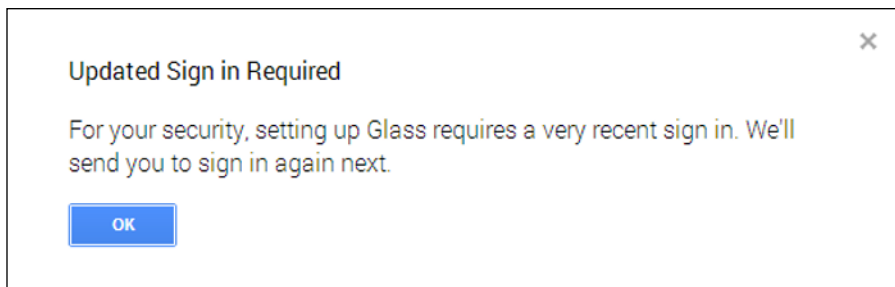 Updated Sign in Required
For your security, setting up Glass requires a very recent sign in. We'll
send you to sign in again next.
OK